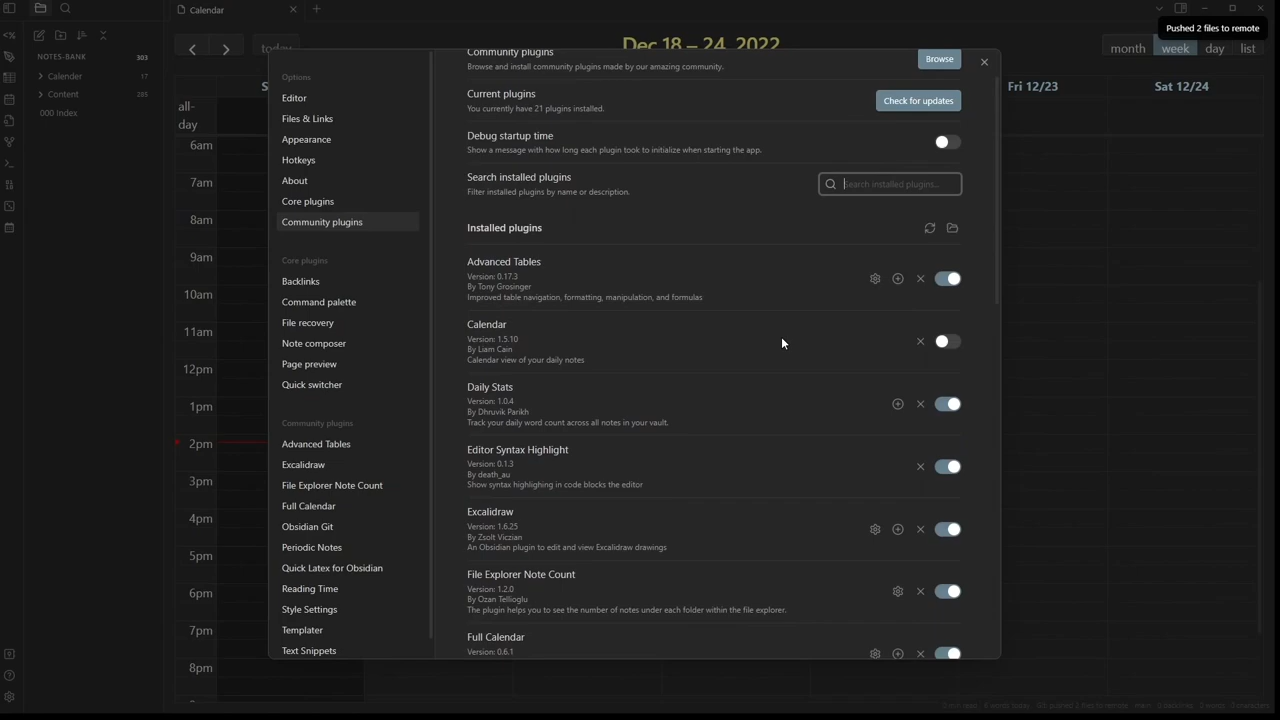 Calendar
Pushed 2 files to remote
today
Dec 18 – 24, 2022
month
week
day
list
NOTES-BANK
303
Calender
17
Content
285
000 Index
S
Fri 12/23
Sat 12/24
all-
day
6am
7am
8am
9am
10am
11am
12pm
1pm
2pm
3pm
4pm
5pm
6pm
7pm
8pm
Options
Editor
Files & Links
Appearance
Hotkeys
About
Core plugins
Community plugins
Core plugins
Backlinks
Command palette
File recovery
Note composer
Page preview
Quick switcher
Community plugins
Advanced Tables
Excalidraw
File Explorer Note Count
Full Calendar
Obsidian Git
Periodic Notes
Quick Latex for Obsidian
Reading Time
Style Settings
Templater
Text Snippets
Community plugins
Browse and install community plugins made by our amazing community.
Browse
Current plugins
You currently have 21 plugins installed.
Check for updates
Debug startup time
Show a message with how long each plugin took to initialize when starting the app.
Search installed plugins
Filter installed plugins by name or description.
Search installed plugins...
Installed plugins
Advanced Tables
Version: 0.17.3
By Tony Grosinger
Improved table navigation, formatting, manipulation, and formulas
Calendar
Version: 1.5.10
By Liam Cain
Calendar view of your daily notes
Daily Stats
Version: 1.0.4
By Dhruvik Parikh
Track your daily word count across all notes in your vault.
Editor Syntax Highlight
Version: 0.1.3
By death_au
Show syntax highlighing in code blocks the editor
Excalidraw
Version: 1.6.25
By Zsolt Viczian
An Obsidian plugin to edit and view Excalidraw drawings
File Explorer Note Count
Version: 1.2.0
By Ozan Tellioglu
The plugin helps you to see the number of notes under each folder within the file explorer.
Full Calendar
Version: 0.6.1